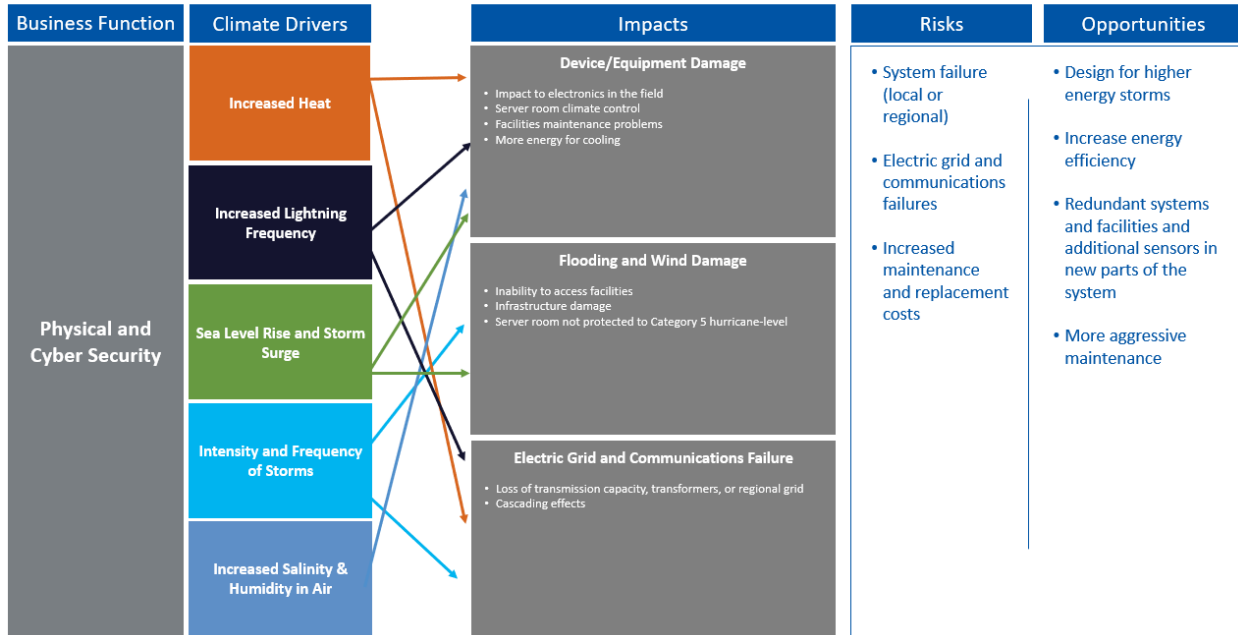 Business Function
Climate Drivers
Impacts
Risks
Opportunities
Physical and
Cyber Security
Increased Heat
Increased Lightning
Frequency
Sea Level Rise and Storm
Surge
Intensity and Frequency
of Storms
Increased Salinity &
Humidity in Air
Device/Equipment Damage
• Impact to electronics in the field
• Server room climate control
• Facilities maintenance problems
• More energy for cooling
Flooding and Wind Damage
• Inability to access facilities
• Infrastructure damage
• Server room not protected to Category 5 hurricane-level
Electric Grid and Communications Failure
• Loss of transmission capacity, transformers, or regional grid
• Cascading effects
• System failure
(local or
regional)
• Electric grid and
communications
failures
• Increased
maintenance
and replacement
costs
• Design for higher
energy storms
• Increase energy
efficiency
• Redundant systems
and facilities and
additional sensors in
new parts of the
system
• More aggressive
maintenance